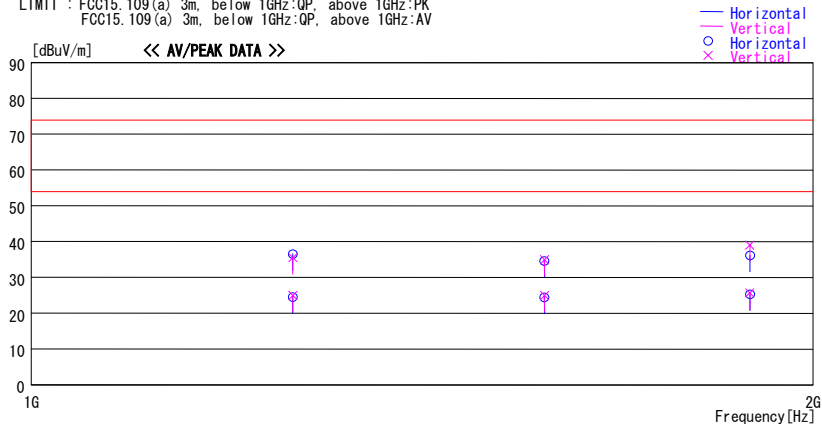 LIMIT : FCC15.109(a) 3m, below 1GHz:QP, above 1GHz:PK
FCC15.109(a) 3m, below 1GHz:QP, above 1GHz:AV
Horizontal
Vertical
Horizontal
Vertical
[dBuV/m] << AV/PEAK DATA >>
90
80
70
60
50
40
30
20
10
0
1G 2G
Frequency[Hz]